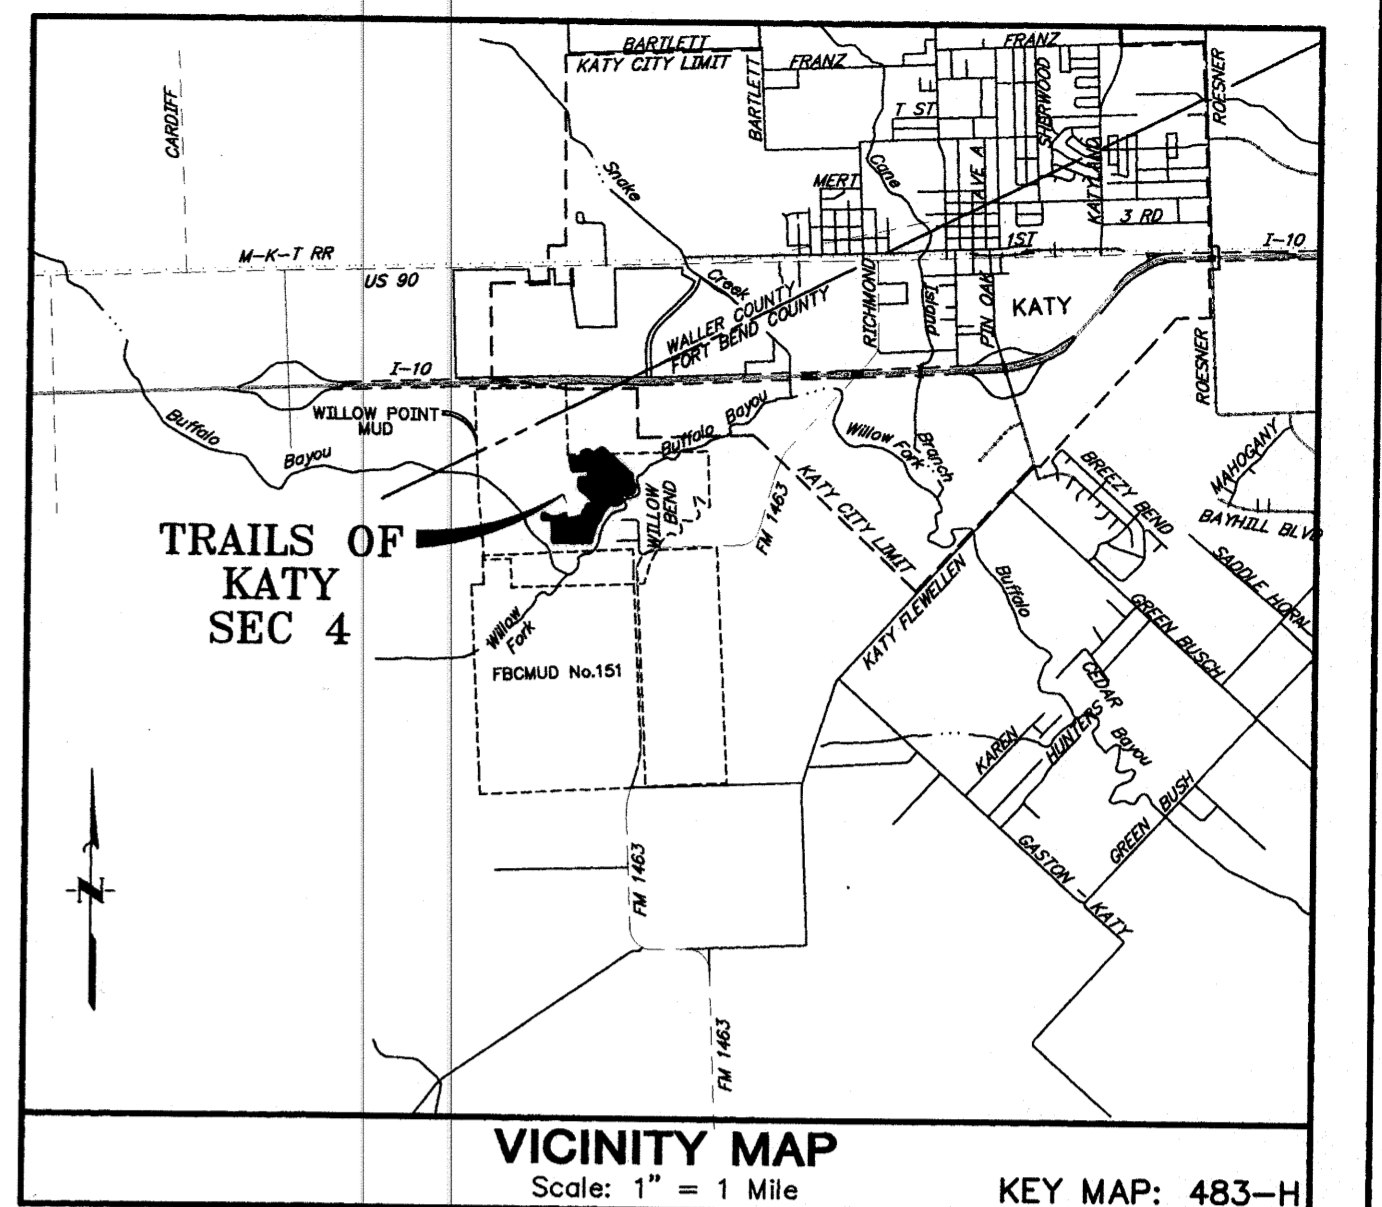 BARTLETT
KATY CITY LIMIT
BARTLETT
FRANZ
FRANZ
SHERWOOD
ROESNER
CARDIFF
T ST
Snake
Cane
MERT
AVE A
KATYLAND
3 RD
1ST
I-10
M-K-T RR
US 90
Creek
WALLER COUNTY
FORT BEND COUNTY
RICHMOND
Island
PIN OAK
KATY
ROESNER
I-10
WILLOW POINT
MUD
Buffalo
Bayou
Buffalo
Bayou
Willow
Fork
Branch
MAHOGANY
BREEZY BEND
BAYHILL BLVD
WILLOW
BEND
FM 1463
KATY CITY LIMIT
TRAILS OF
KATY
SEC 4
KATY FLEWELLEN
Buffalo
SADDLE HORN
GREEN BUSCH
Willow
Fork
FBCMUD No.151
CEDAR
HUNTERS
KAREN
Bayou
GREEN BUSH
GASTON - KATY
N
FM 1463
FM 1463
VICINITY MAP
Scale: 1" = 1 Mile
KEY MAP: 483-H